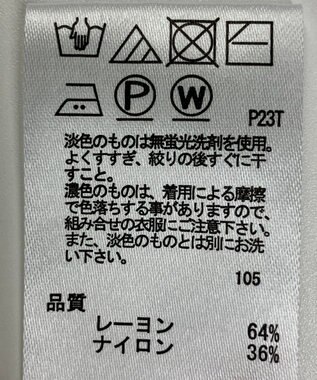 P W
P23T
淡色のものは無蛍光洗剤を使用。
よくすすぎ、絞りの後すぐに干
すこと。
濃色のものは、着用による摩擦
で色落ちする事がありますので、
組み合せの衣服にご注意下さい。
また、淡色のものとは別にお洗
い下さい。
105
品質
レーヨン 64%
ナイロン 36%